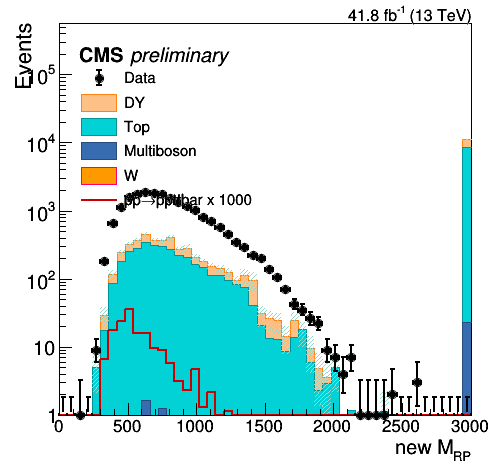 41.8 fb⁻¹ (13 TeV)
Events
CMS preliminary
Data
DY
Top
Multiboson
W
pp→ppttbar x 1000
10⁵
10⁴
10³
10²
10
1
0 500 1000 1500 2000 2500 3000
new M_RP